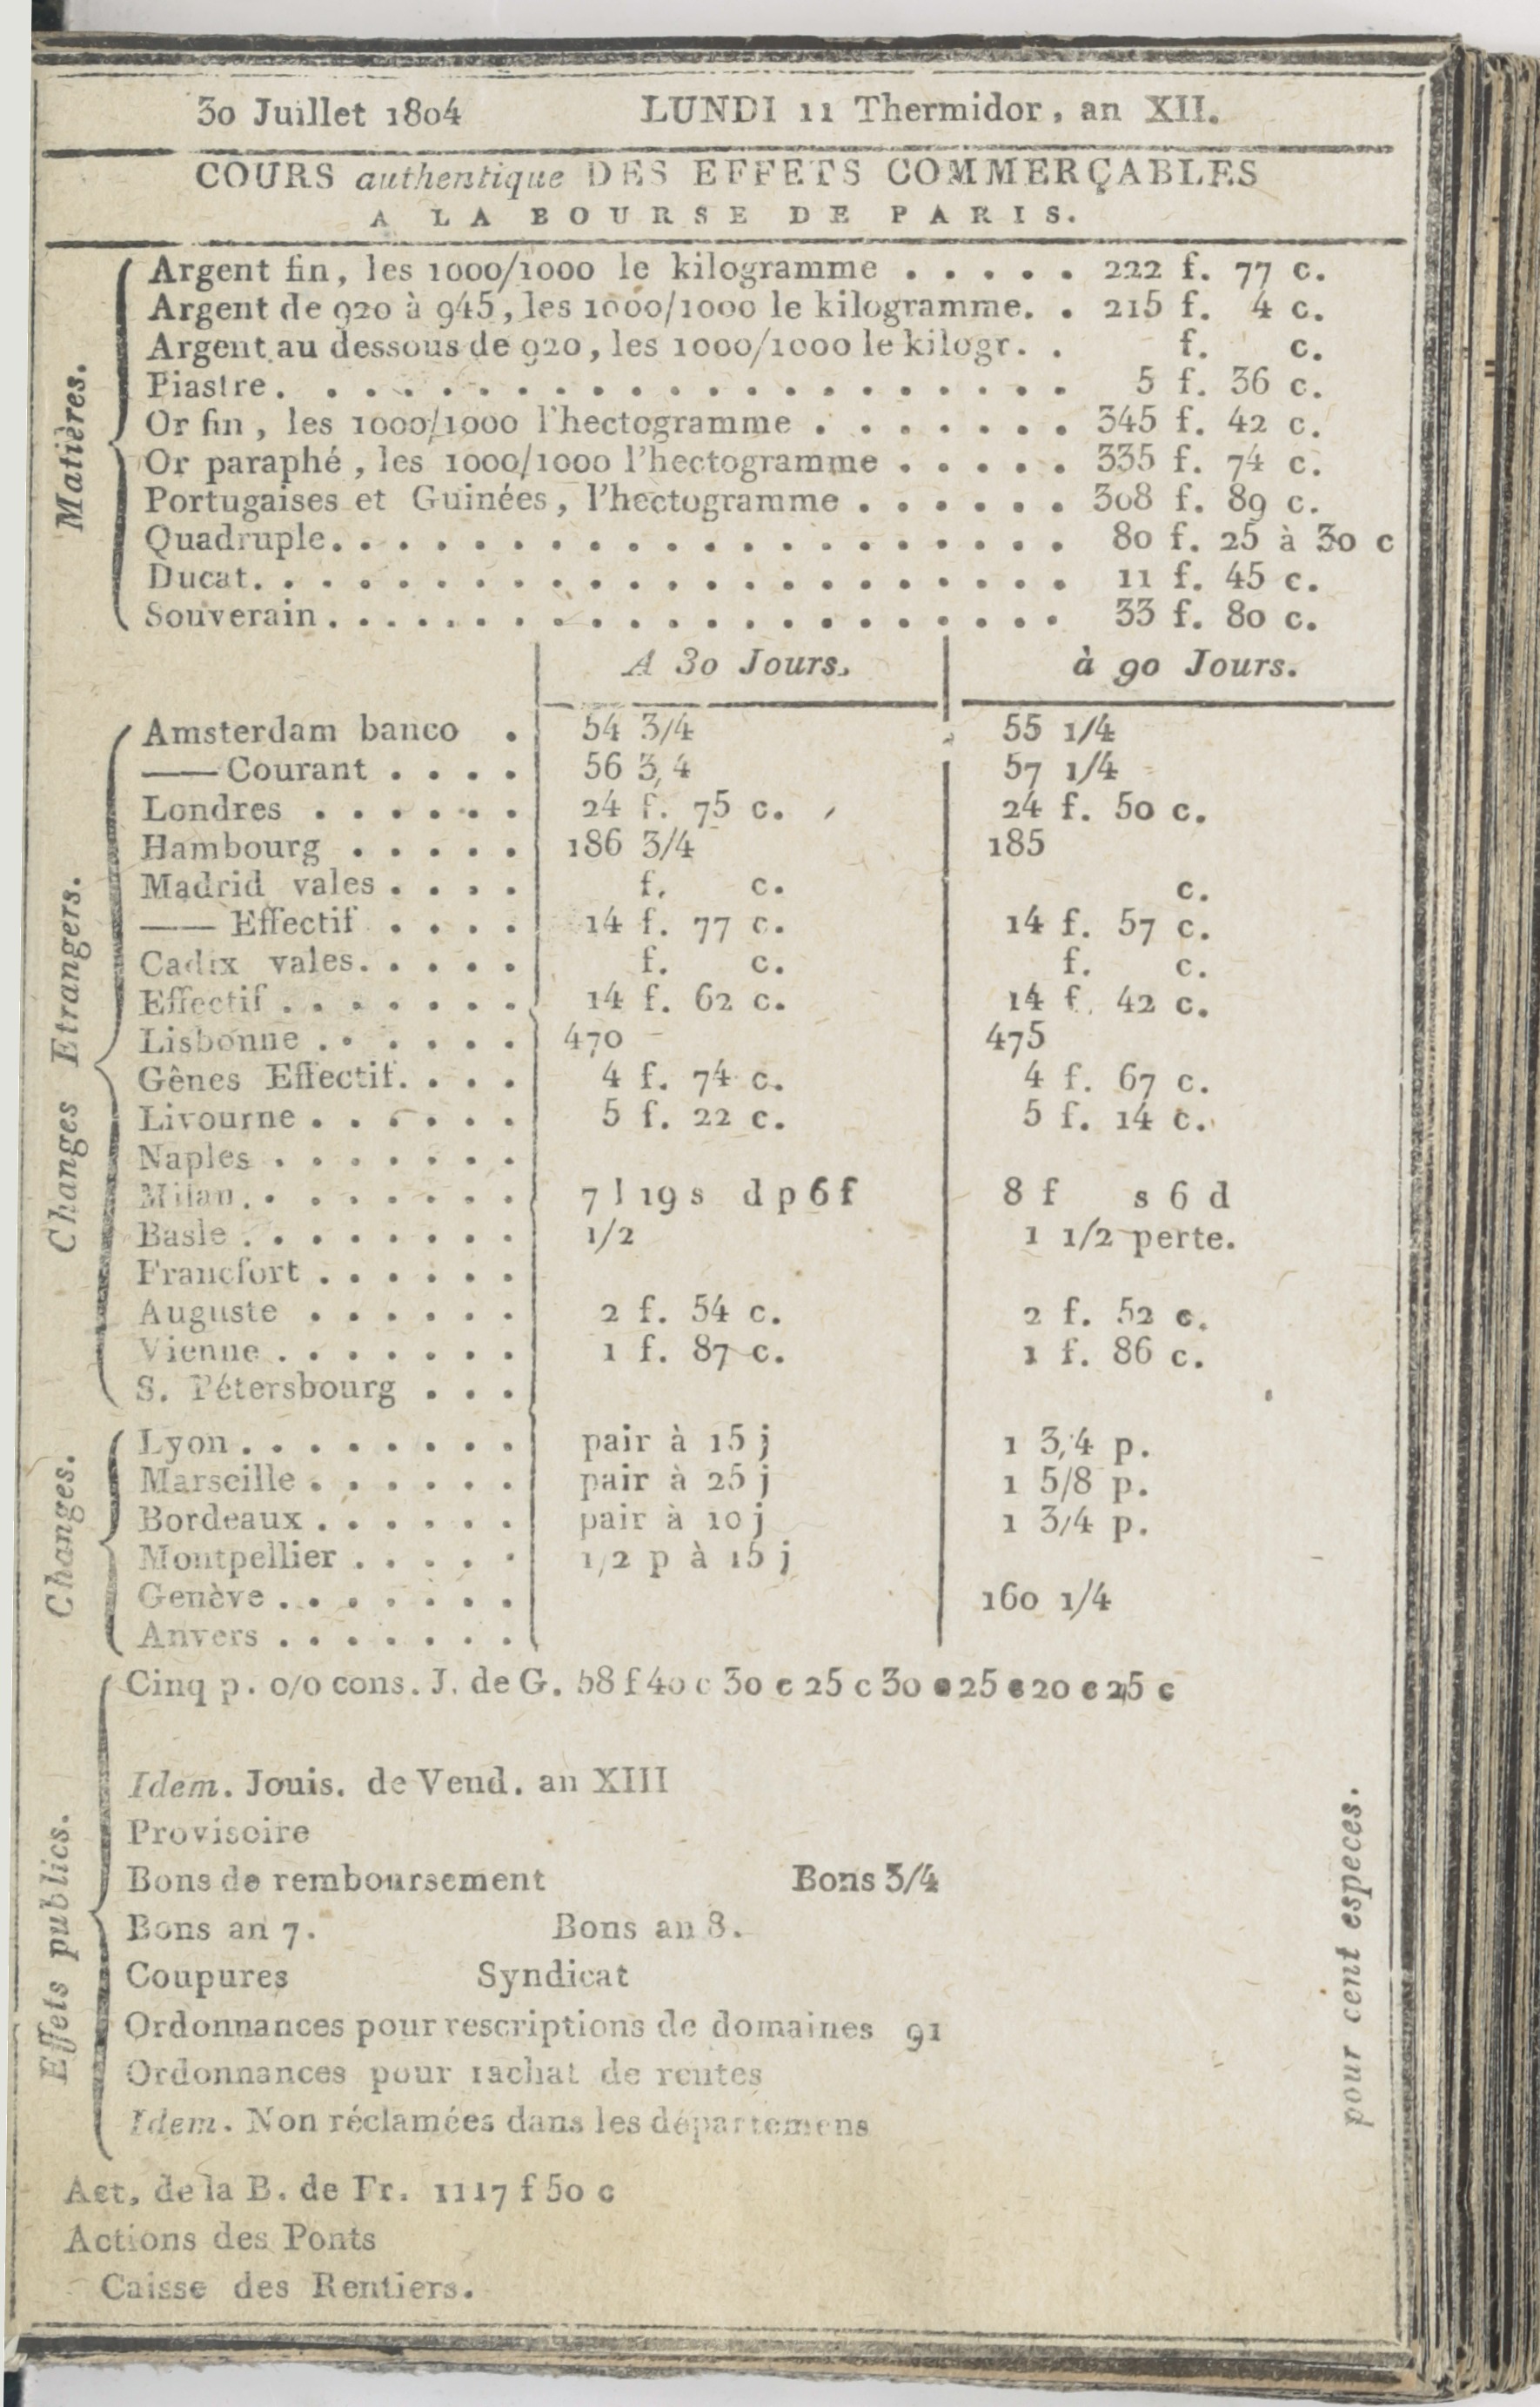 30 Juillet 1804 LUNDI 11 Thermidor, an XII.
COURS authentique DES EFFETS COMMERÇABLES
A LA BOURSE DE PARIS.
Matières.
Argent fin, les 1000/1000 le kilogramme . . . . . 222 f. 77 c.
Argent de 920 à 945, les 1000/1000 le kilogramme. . 215 f. 4 c.
Argent au dessous de 920, les 1000/1000 le kilogr. . f. c.
Piastre. . . . . . . . . . . . . . . . . . . . . 5 f. 36 c.
Or fin, les 1000/1000 l'hectogramme . . . . . . . 345 f. 42 c.
Or paraphé, les 1000/1000 l'hectogramme . . . . . 335 f. 74 c.
Portugaises et Guinées, l'hectogramme . . . . . . 308 f. 89 c.
Quadruple. . . . . . . . . . . . . . . . . . . . 80 f. 25 à 30 c
Ducat. . . . . . . . . . . . . . . . . . . . . . 11 f. 45 c.
Souverain. . . . . . . . . . . . . . . . . . . . 33 f. 80 c.
A 30 Jours. à 90 Jours.
Changes Etrangers.
Amsterdam banco . 54 3/4 55 1/4
—— Courant . . . . 56 3/4 57 1/4
Londres . . . . . . 24 f. 75 c. 24 f. 50 c.
Hambourg . . . . . 186 3/4 185
Madrid vales . . . . f. c. c.
—— Effectif . . . . 14 f. 77 c. 14 f. 57 c.
Cadix vales. . . . . f. c. f. c.
Effectif . . . . . . . 14 f. 62 c. 14 f. 42 c.
Lisbonne . . . . . . 470 475
Gênes Effectif. . . . 4 f. 74 c. 4 f. 67 c.
Livourne . . . . . . 5 f. 22 c. 5 f. 14 c.
Naples . . . . . . .
Milan. . . . . . . . 7 l 19 s d p 6 f 8 f s 6 d
Basle . . . . . . . . 1/2 1 1/2 perte.
Francfort . . . . . .
Auguste . . . . . . 2 f. 54 c. 2 f. 52 c.
Vienne . . . . . . . 1 f. 87 c. 1 f. 86 c.
S. Pétersbourg . . .
Changes.
Lyon . . . . . . . . pair à 15 j 1 3/4 p.
Marseille . . . . . . pair à 25 j 1 5/8 p.
Bordeaux . . . . . . pair à 10 j 1 3/4 p.
Montpellier . . . . . 1/2 p à 15 j
Genève . . . . . . . 160 1/4
Anvers . . . . . . .
Effets publics.
Cinq p. 0/0 cons. J. de G. 58 f 40 c 30 c 25 c 30 c 25 c 20 c 25 c
Idem. Jouis. de Vend. an XIII
Provisoire
Bons de remboursement Bons 3/4
Bons an 7. Bons an 8.
Coupures Syndicat
Ordonnances pour rescriptions de domaines 91
Ordonnances pour rachat de rentes
Idem. Non réclamées dans les départemens
pour cent especes.
Act, de la B. de Fr. 1117 f 50 c
Actions des Ponts
Caisse des Rentiers.